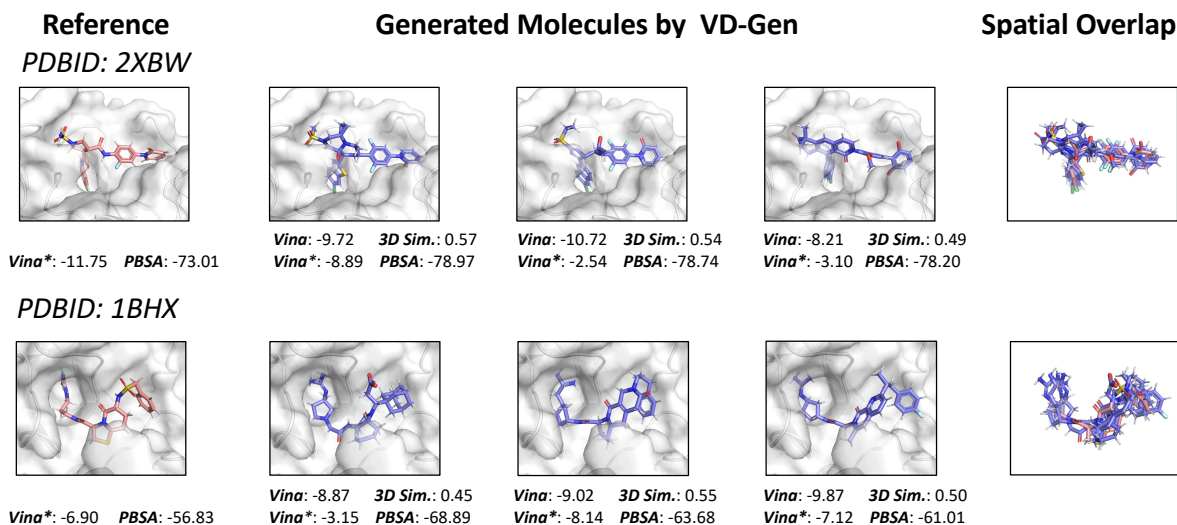 Reference Generated Molecules by VD-Gen Spatial Overlap
PDBID: 2XBW
Vina: -9.72 3D Sim.: 0.57 Vina: -10.72 3D Sim.: 0.54 Vina: -8.21 3D Sim.: 0.49
Vina*: -11.75 PBSA: -73.01 Vina*: -8.89 PBSA: -78.97 Vina*: -2.54 PBSA: -78.74 Vina*: -3.10 PBSA: -78.20
PDBID: 1BHX
Vina: -8.87 3D Sim.: 0.45 Vina: -9.02 3D Sim.: 0.55 Vina: -9.87 3D Sim.: 0.50
Vina*: -6.90 PBSA: -56.83 Vina*: -3.15 PBSA: -68.89 Vina*: -8.14 PBSA: -63.68 Vina*: -7.12 PBSA: -61.01